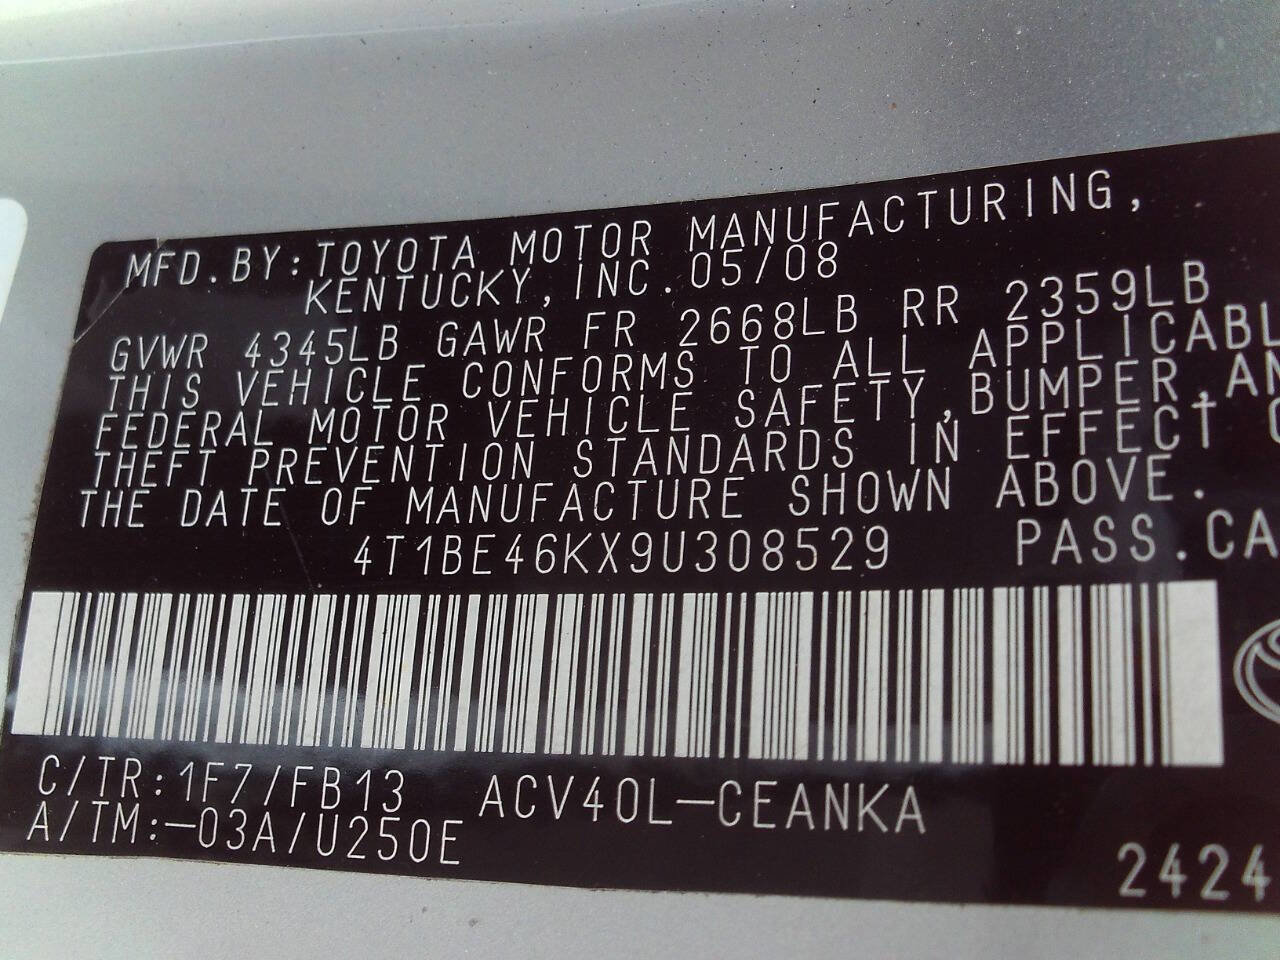 MFD.BY:TOYOTA MOTOR MANUFACTURING,
KENTUCKY,INC.05/08
GVWR 4345LB GAWR FR 2668LB RR 2359LB
THIS VEHICLE CONFORMS TO ALL APPLICABL
FEDERAL MOTOR VEHICLE SAFETY,BUMPER,AN
THEFT PREVENTION STANDARDS IN EFFECT O
THE DATE OF MANUFACTURE SHOWN ABOVE.
4T1BE46KX9U308529 PASS.CA
C/TR:1F7/FB13 ACV40L-CEANKA
A/TM:-03A/U250E
2424